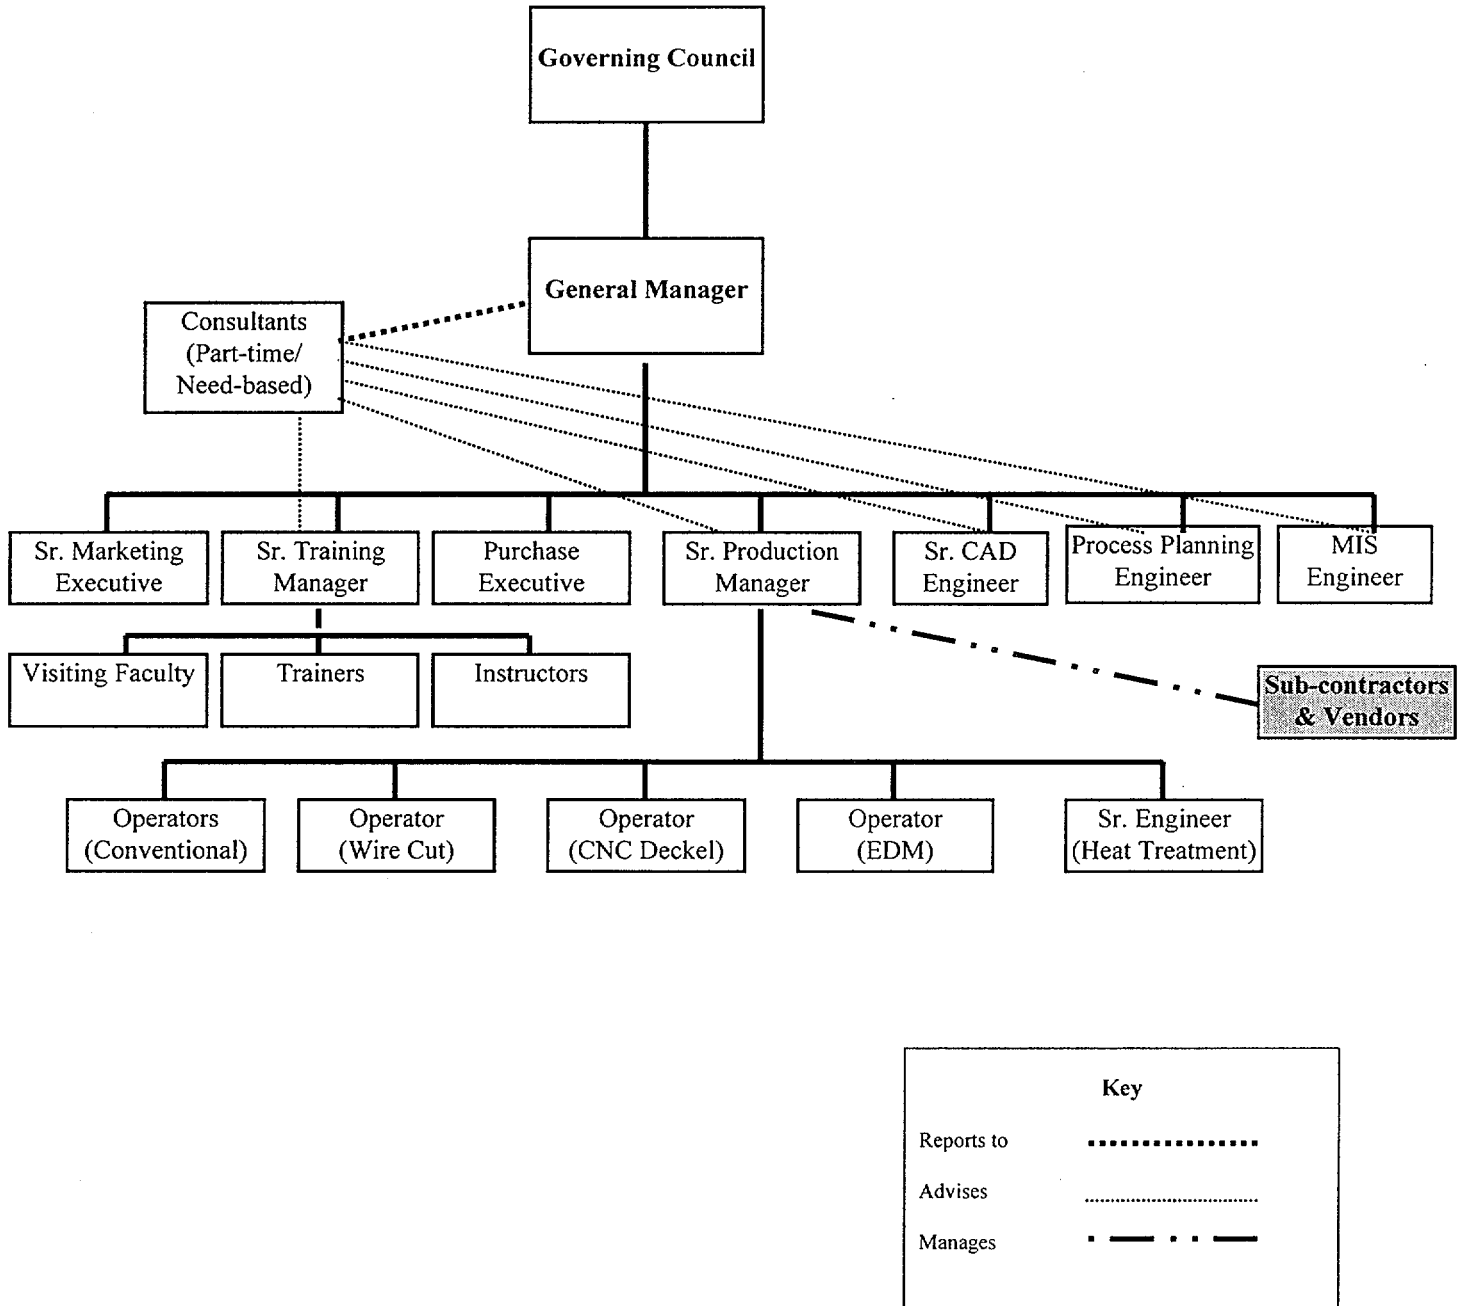 Governing Council
General Manager
Consultants
(Part-time/
Need-based)
Sr. Marketing
Executive
Sr. Training
Manager
Purchase
Executive
Sr. Production
Manager
Sr. CAD
Engineer
Process Planning
Engineer
MIS
Engineer
Visiting Faculty
Trainers
Instructors
Sub-contractors
& Vendors
Operators
(Conventional)
Operator
(Wire Cut)
Operator
(CNC Deckel)
Operator
(EDM)
Sr. Engineer
(Heat Treatment)
Key
Reports to
Advises
Manages